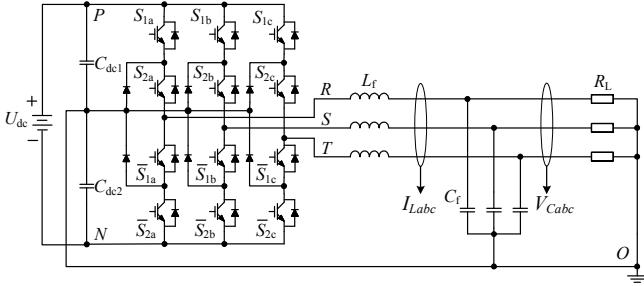 P S1a S1b S1c
Cdc1 S2a S2b S2c R Lf RL
+
Udc S
−
T
Cdc2 S̅1a S̅1b S̅1c
Cf
ILabc VCabc
N S̅2a S̅2b S̅2c O